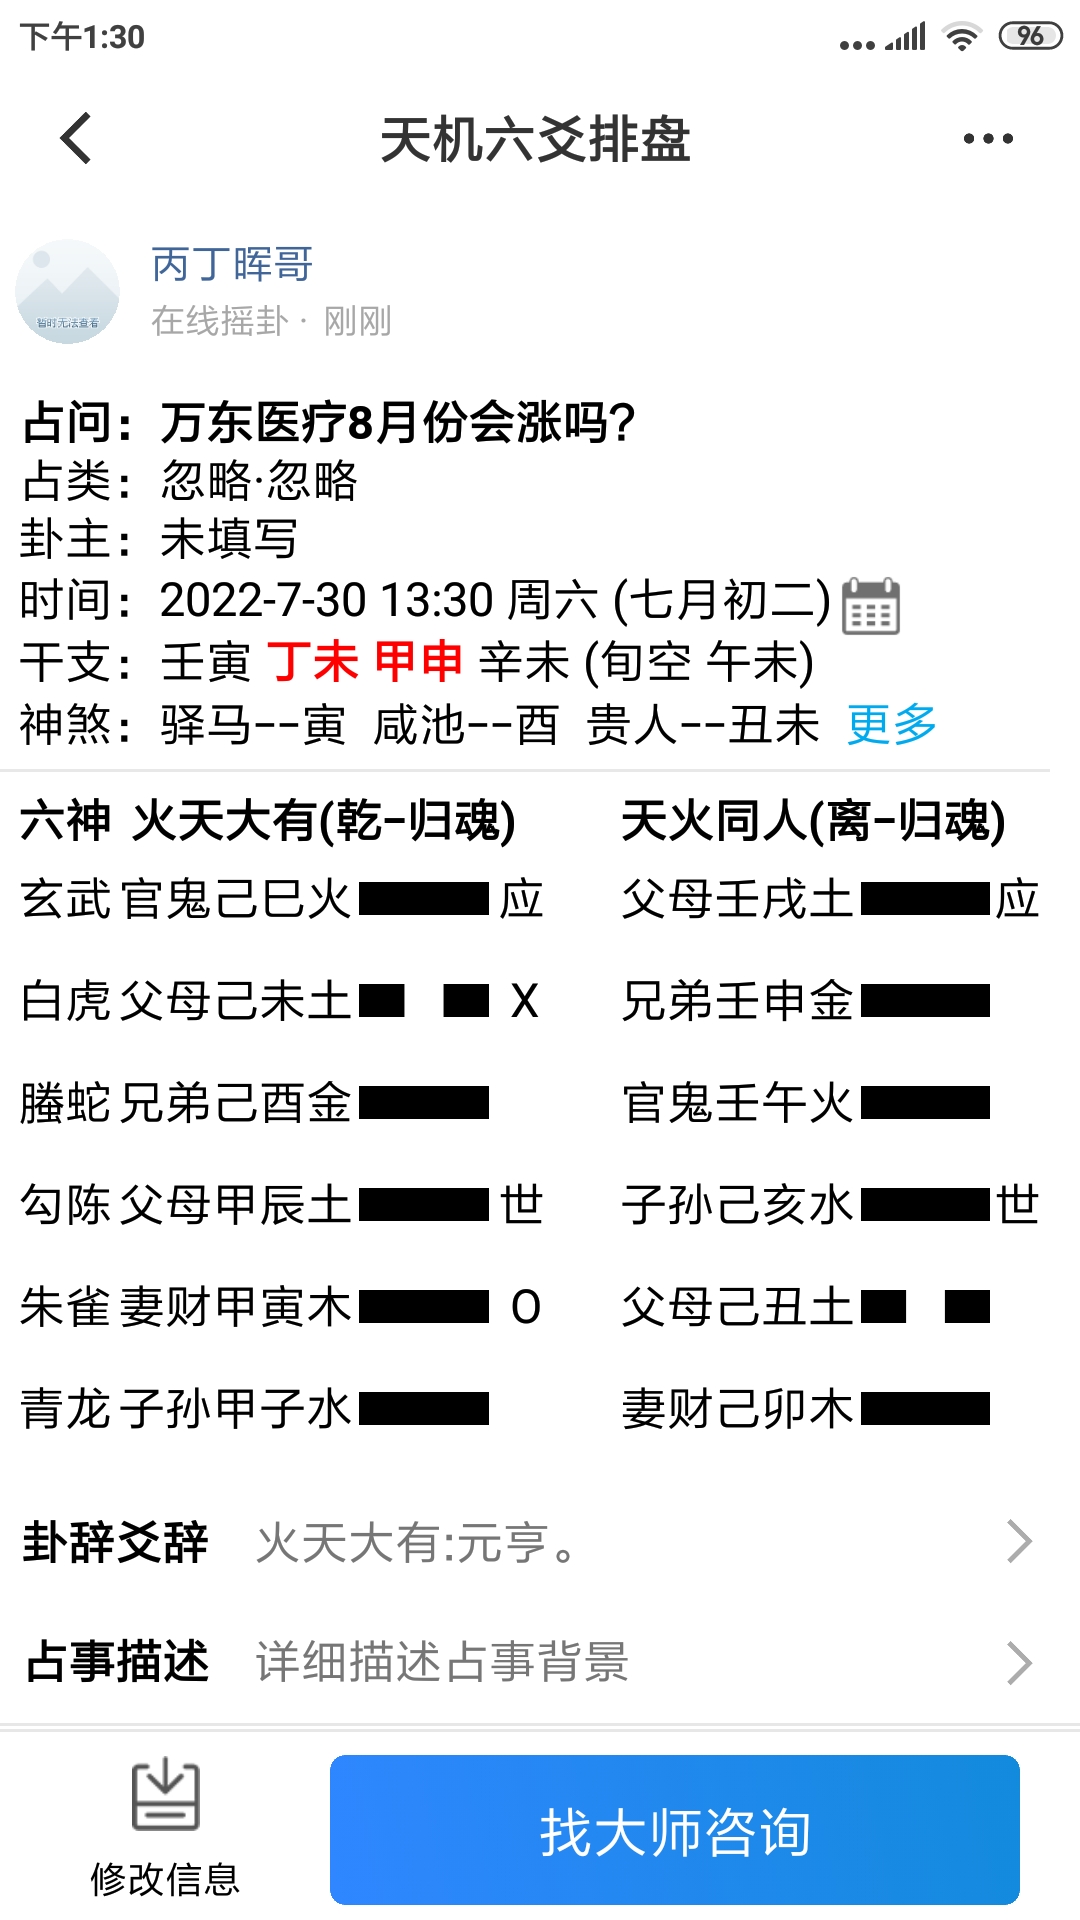 下午1:30
96
天机六爻排盘
暂时无法查看
丙丁晖哥
在线摇卦 · 刚刚
占问：万东医疗8月份会涨吗？
占类：忽略·忽略
卦主：未填写
时间：2022-7-30 13:30 周六 (七月初二)
干支：壬寅 丁未 甲申 辛未 (旬空 午未)
神煞：驿马--寅 咸池--酉 贵人--丑未 更多
六神 火天大有(乾-归魂) 天火同人(离-归魂)
玄武 官鬼己巳火 应 父母壬戌土 应
白虎 父母己未土 X 兄弟壬申金
螣蛇 兄弟己酉金 官鬼壬午火
勾陈 父母甲辰土 世 子孙己亥水 世
朱雀 妻财甲寅木 O 父母己丑土
青龙 子孙甲子水 妻财己卯木
卦辞爻辞 火天大有:元亨。
占事描述 详细描述占事背景
修改信息
找大师咨询